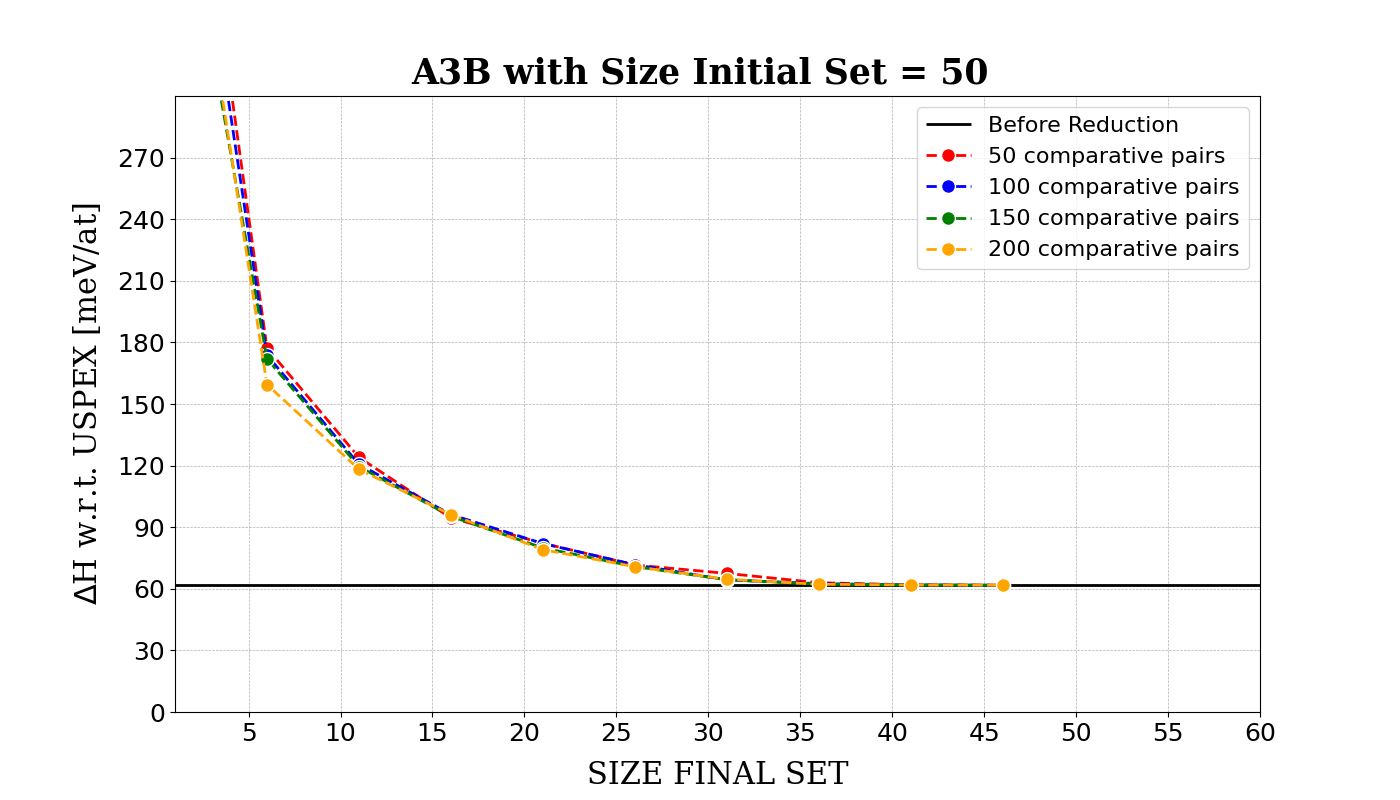 A3B with Size Initial Set = 50
Before Reduction
50 comparative pairs
100 comparative pairs
150 comparative pairs
200 comparative pairs
270
240
210
180
150
120
90
60
30
0
ΔH w.r.t. USPEX [meV/at]
5 10 15 20 25 30 35 40 45 50 55 60
SIZE FINAL SET